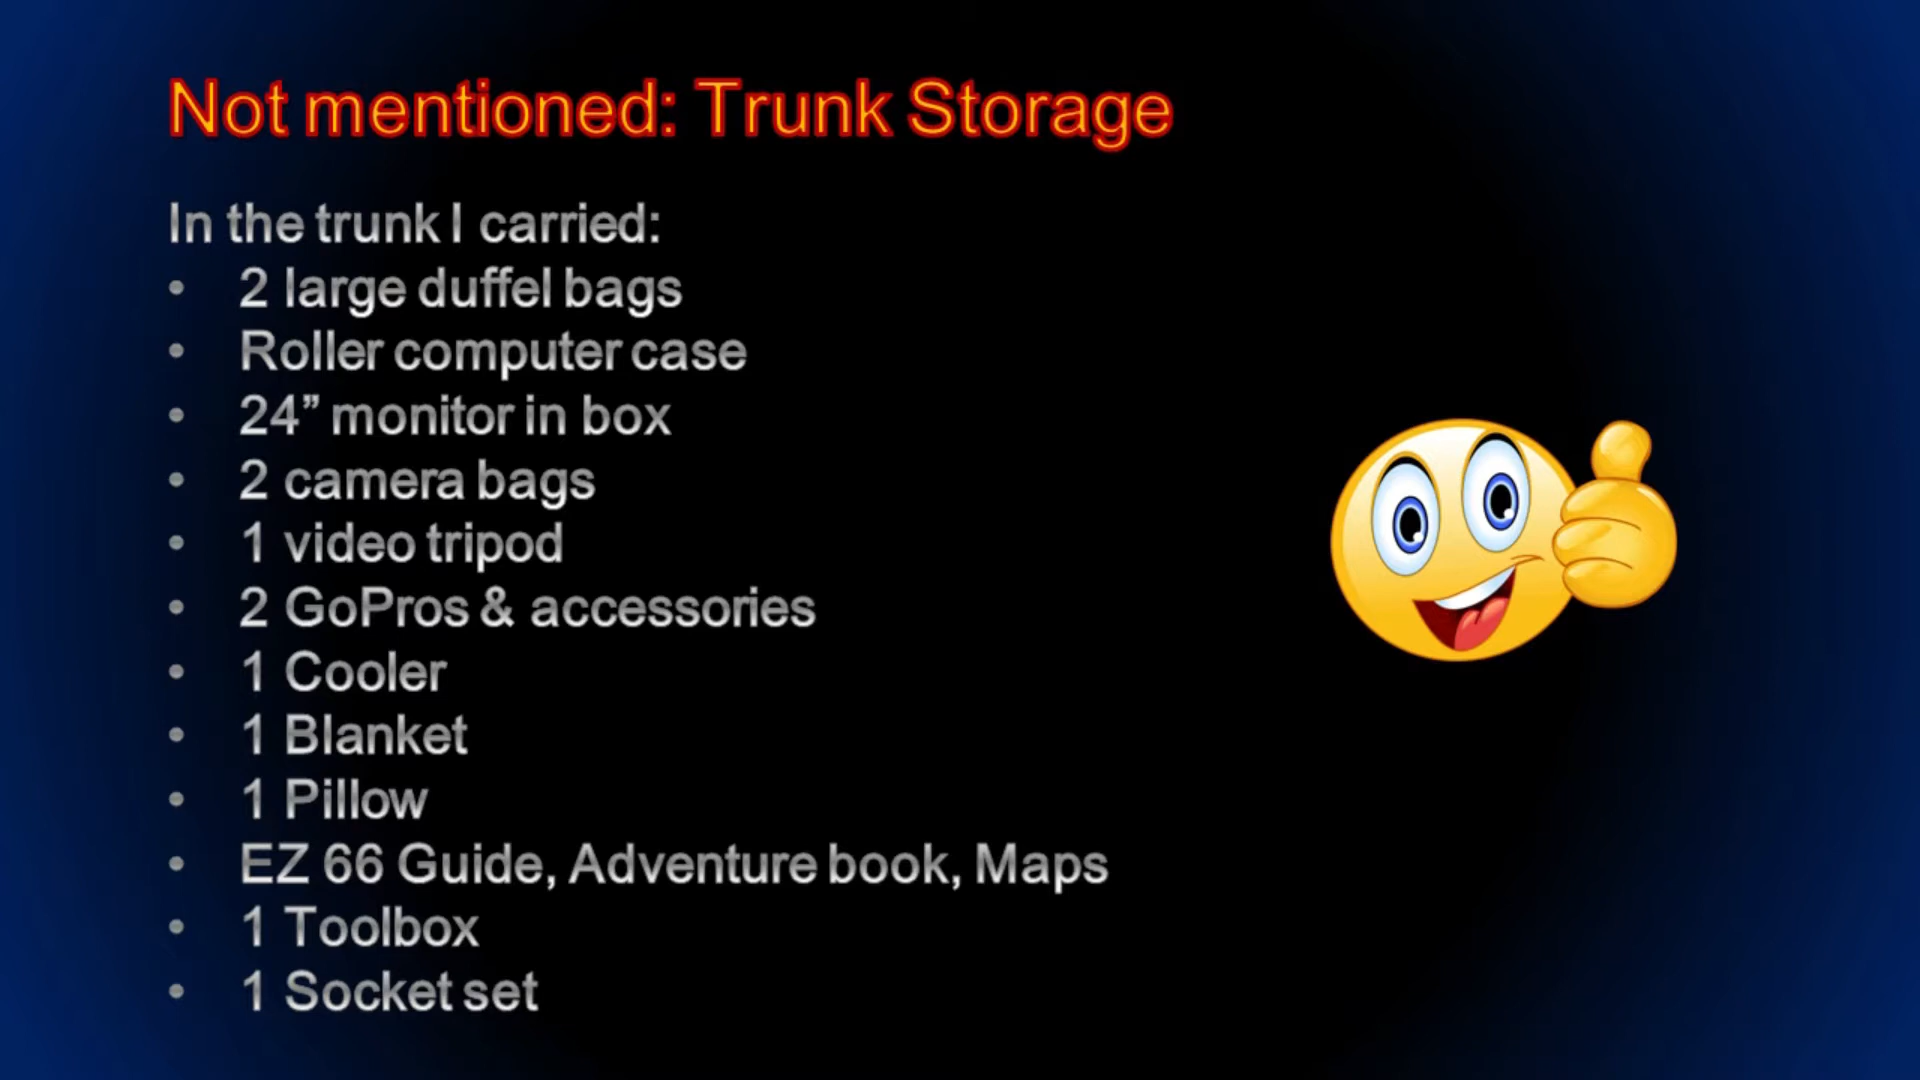 Not mentioned: Trunk Storage
In the trunk I carried:
• 2 large duffel bags
• Roller computer case
• 24” monitor in box
• 2 camera bags
• 1 video tripod
• 2 GoPros & accessories
• 1 Cooler
• 1 Blanket
• 1 Pillow
• EZ 66 Guide, Adventure book, Maps
• 1 Toolbox
• 1 Socket set